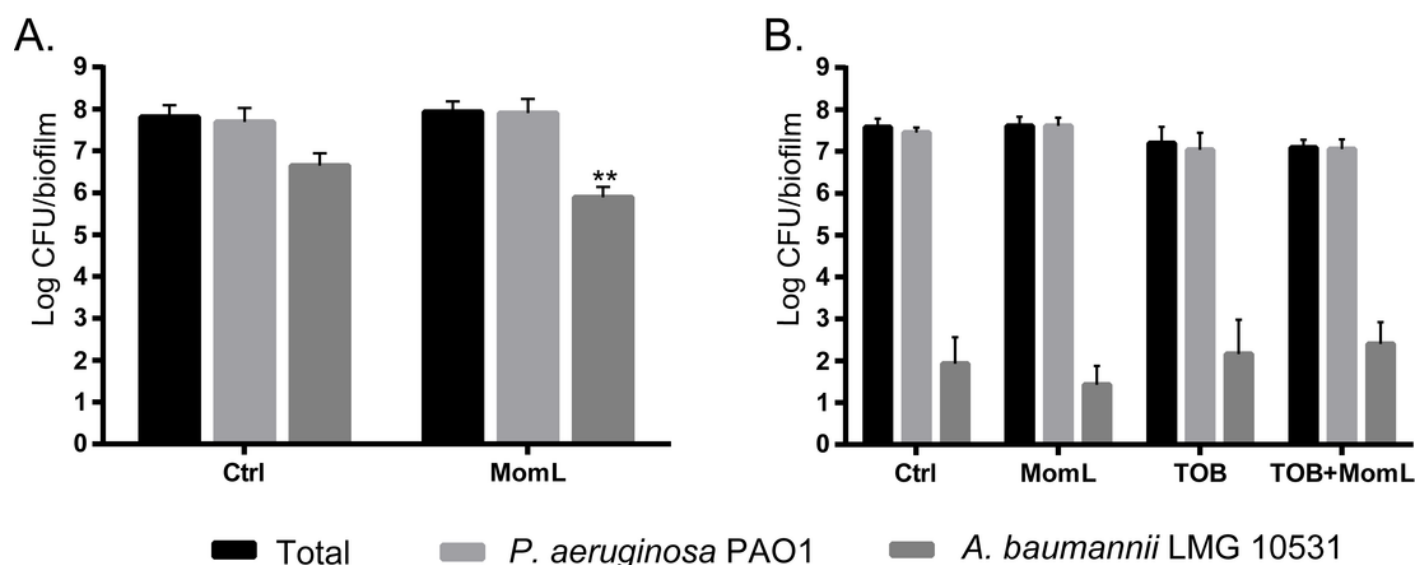 A.
Log CFU/biofilm
9
8
7
6
5
4
3
2
1
0
**
Ctrl
MomL
B.
Log CFU/biofilm
9
8
7
6
5
4
3
2
1
0
Ctrl
MomL
TOB
TOB+MomL
Total
P. aeruginosa PAO1
A. baumannii LMG 10531